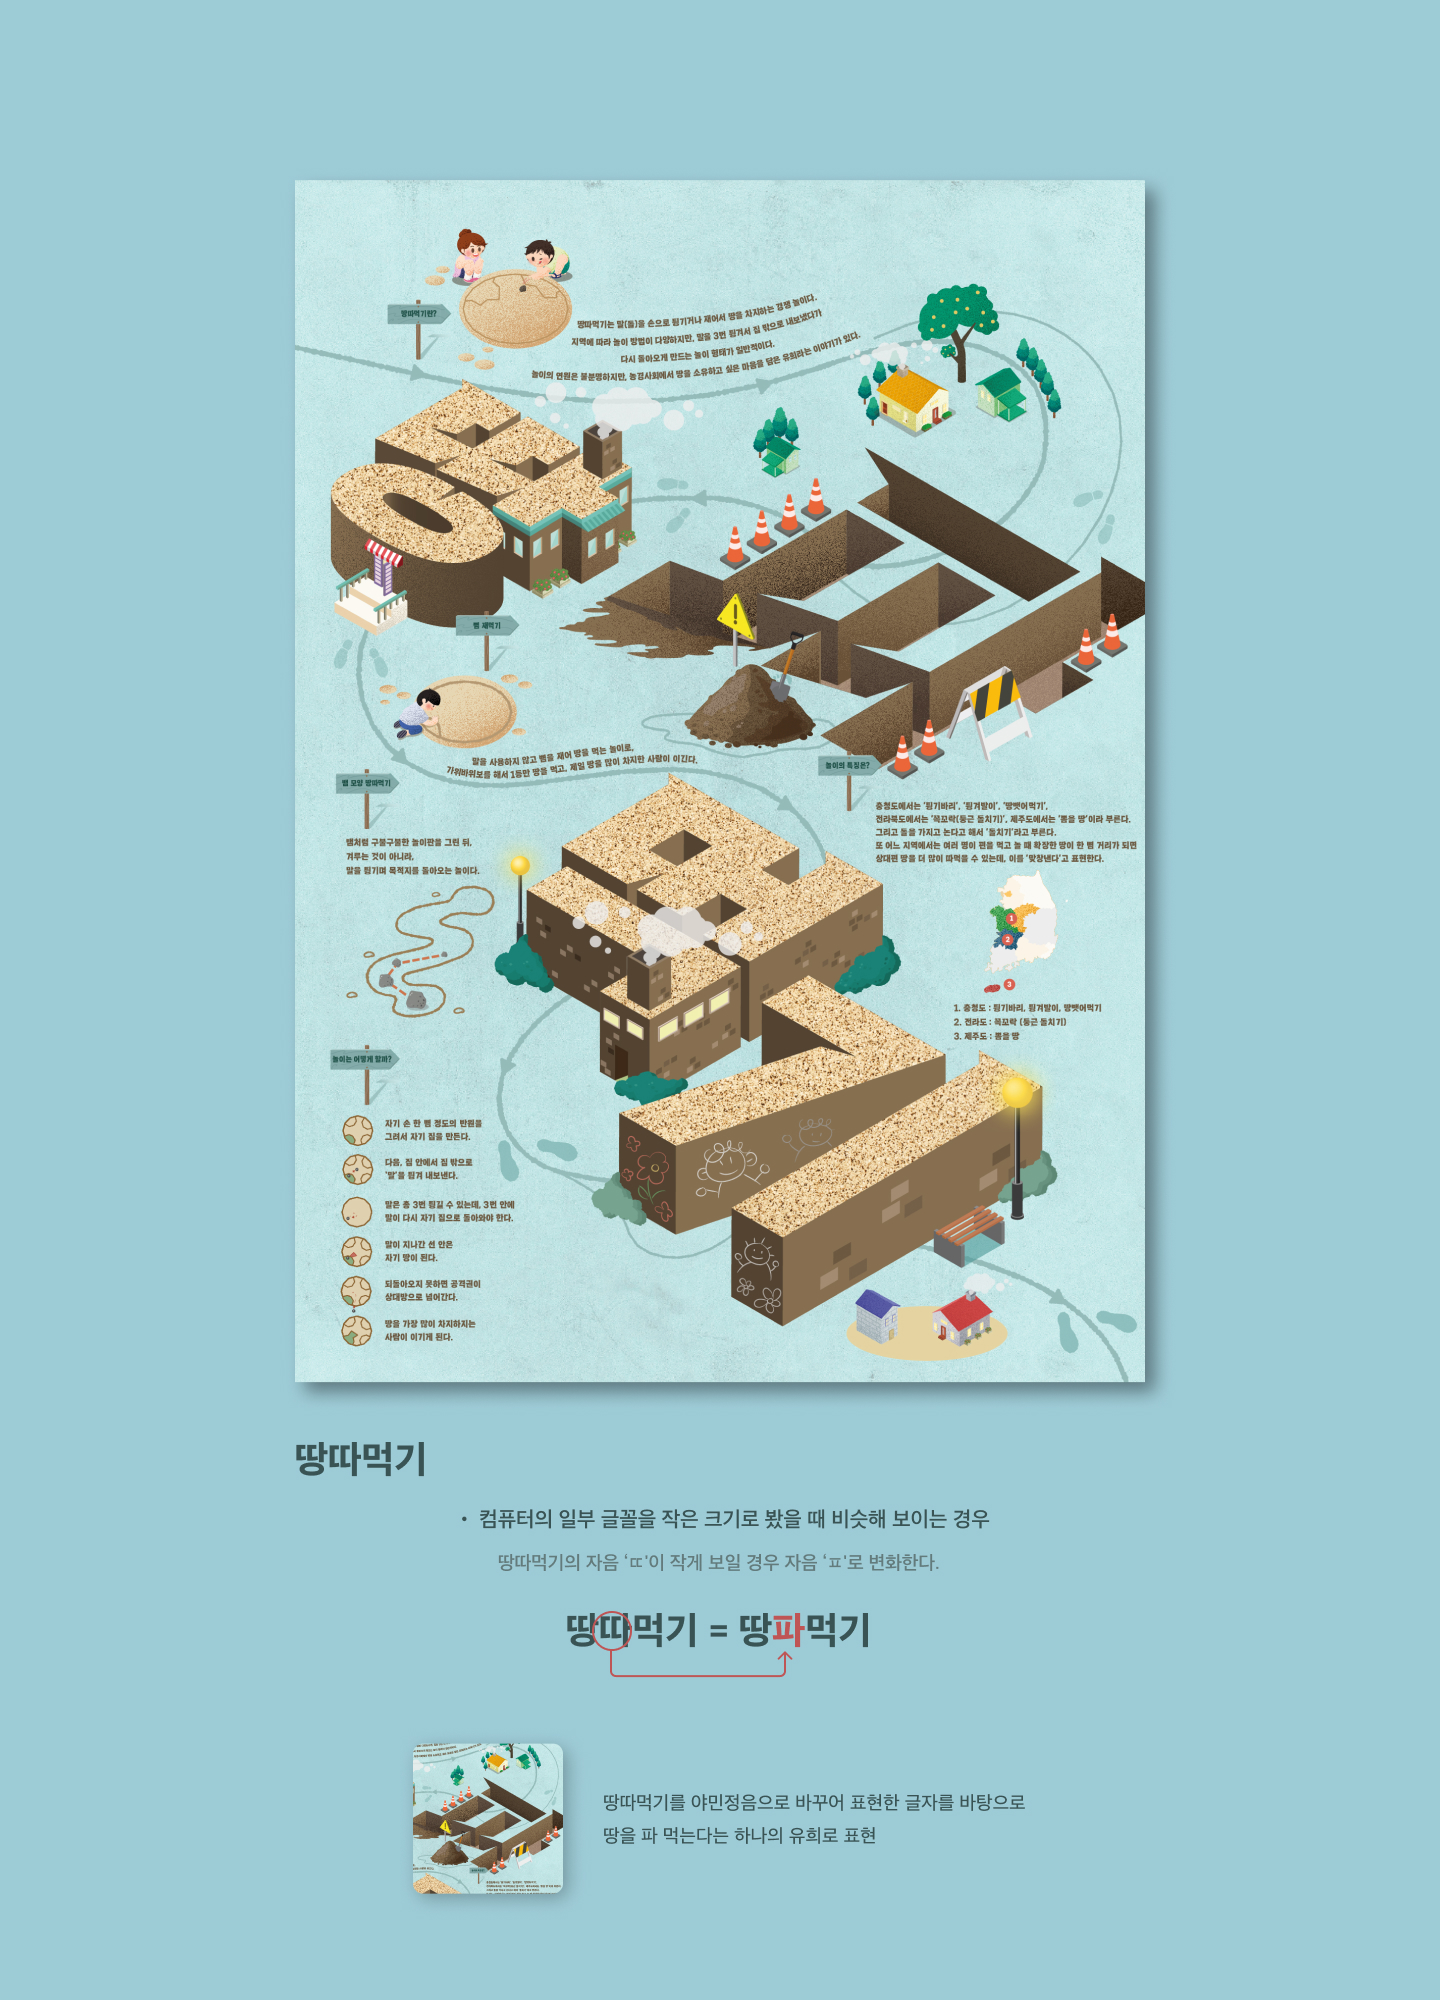 땅따먹기란?
땅따먹기는 말(돌)을 손으로 튕기거나 재어서 땅을 차지하는 경쟁 놀이다.
지역에 따라 놀이 방법이 다양하지만, 말을 3번 튕겨서 집 밖으로 내보냈다가
다시 돌아오게 만드는 놀이 형태가 일반적이다.
놀이의 연원은 불분명하지만, 농경사회에서 땅을 소유하고 싶은 마음을 담은 유희라는 이야기가 있다.
땅
파
뼘 재먹기
말을 사용하지 않고 뼘을 재어 땅을 먹는 놀이로,
가위바위보를 해서 1등만 땅을 먹고, 제일 땅을 많이 차지한 사람이 이긴다.
놀이의 특징은?
충청도에서는 '튕기바리', '튕겨말이', '땅뺏어먹기',
전라북도에서는 '목꼬락(둥근 돌치기)', 제주도에서는 '뽐을 땅'이라 부른다.
그리고 돌을 가지고 논다고 해서 '돌치기'라고 부른다.
또 어느 지역에서는 여러 명이 편을 먹고 놀 때 확장한 땅이 한 뼘 거리가 되면
상대편 땅을 더 많이 따먹을 수 있는데, 이를 '맞창낸다'고 표현한다.
1
2
3
1. 충청도 : 튕기바리, 튕겨말이, 땅뺏어먹기
2. 전라도 : 목꼬락 (둥근 돌치기)
3. 제주도 : 뽐을 땅
뱀 모양 땅따먹기
뱀처럼 구불구불한 놀이판을 그린 뒤,
겨루는 것이 아니라,
말을 튕기며 목적지를 돌아오는 놀이다.
먹기
놀이는 어떻게 할까?
자기 손 한 뼘 정도의 반원을
그려서 자기 집을 만든다.
다음, 집 안에서 집 밖으로
'말'을 튕겨 내보낸다.
말은 총 3번 튕길 수 있는데, 3번 안에
말이 다시 자기 집으로 돌아와야 한다.
말이 지나간 선 안은
자기 땅이 된다.
되돌아오지 못하면 공격권이
상대방으로 넘어간다.
땅을 가장 많이 차지하는
사람이 이기게 된다.
땅따먹기
• 컴퓨터의 일부 글꼴을 작은 크기로 봤을 때 비슷해 보이는 경우
땅따먹기의 자음 'ㄸ'이 작게 보일 경우 자음 'ㅍ'로 변화한다.
땅따먹기 = 땅파먹기
땅따먹기를 야민정음으로 바꾸어 표현한 글자를 바탕으로
땅을 파 먹는다는 하나의 유희로 표현